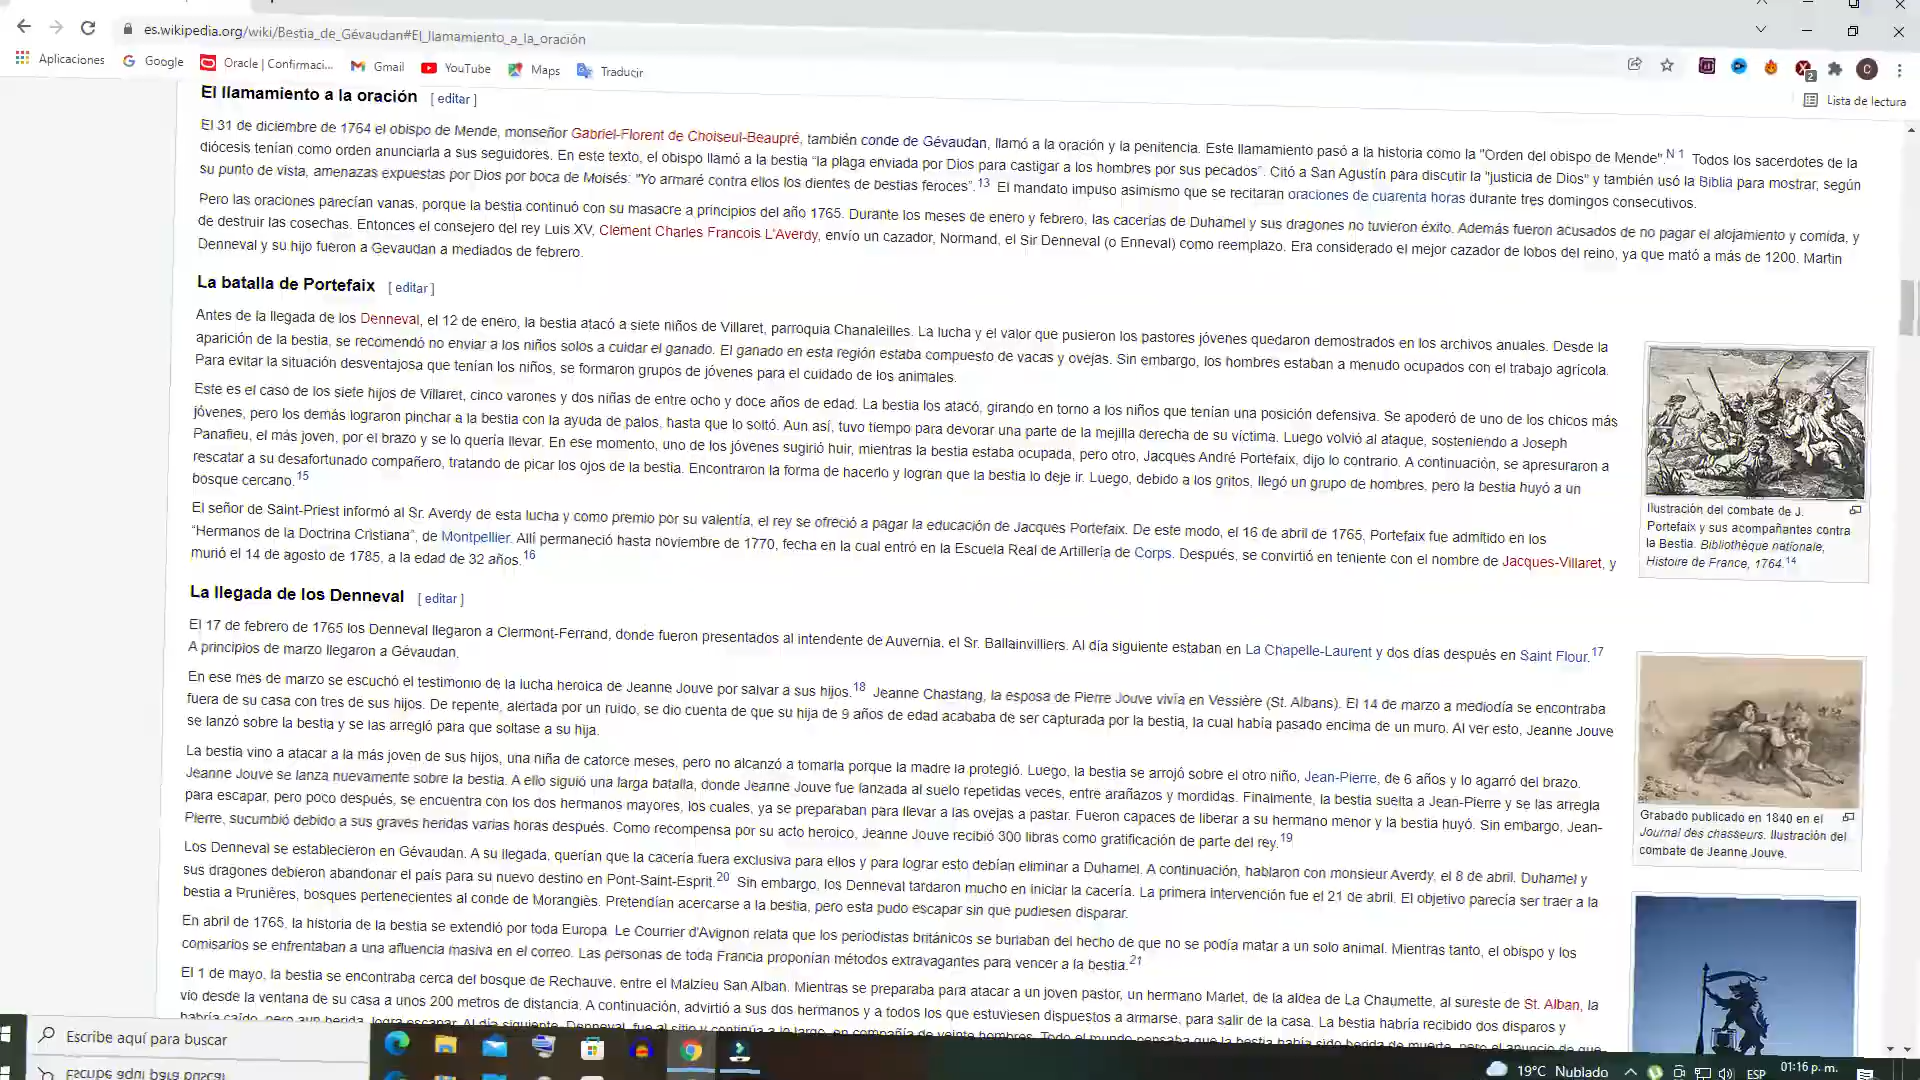 es.wikipedia.org/wiki/Bestia_de_Gévaudan#El_llamamiento_a_la_oración
Aplicaciones
Google
Oracle | Confirmaci...
Gmail
YouTube
Maps
Traducir
2
C
Lista de lectura
El llamamiento a la oración [ editar ]
El 31 de diciembre de 1764 el obispo de Mende, monseñor Gabriel-Florent de Choiseul-Beaupré, también conde de Gévaudan, llamó a la oración y la penitencia. Este llamamiento pasó a la historia como la "Orden del obispo de Mende".N 1 Todos los sacerdotes de la
diócesis tenían como orden anunciarla a sus seguidores. En este texto, el obispo llamó a la bestia "la plaga enviada por Dios para castigar a los hombres por sus pecados". Citó a San Agustín para discutir la "justicia de Dios" y también usó la Biblia para mostrar, según
su punto de vista, amenazas expuestas por Dios por boca de Moisés: "Yo armaré contra ellos los dientes de bestias feroces".13 El mandato impuso asimismo que se recitaran oraciones de cuarenta horas durante tres domingos consecutivos.
Pero las oraciones parecían vanas, porque la bestia continuó con su masacre a principios del año 1765. Durante los meses de enero y febrero, las cacerías de Duhamel y sus dragones no tuvieron éxito. Además fueron acusados de no pagar el alojamiento y comida, y
de destruir las cosechas. Entonces el consejero del rey Luis XV, Clement Charles Francois L'Averdy, envío un cazador, Normand, el Sir Denneval (o Enneval) como reemplazo. Era considerado el mejor cazador de lobos del reino, ya que mató a más de 1200. Martin
Denneval y su hijo fueron a Gevaudan a mediados de febrero.
La batalla de Portefaix [ editar ]
Antes de la llegada de los Denneval, el 12 de enero, la bestia atacó a siete niños de Villaret, parroquia Chanaleilles. La lucha y el valor que pusieron los pastores jóvenes quedaron demostrados en los archivos anuales. Desde la
aparición de la bestia, se recomendó no enviar a los niños solos a cuidar el ganado. El ganado en esta región estaba compuesto de vacas y ovejas. Sin embargo, los hombres estaban a menudo ocupados con el trabajo agrícola.
Para evitar la situación desventajosa que tenían los niños, se formaron grupos de jóvenes para el cuidado de los animales.
Este es el caso de los siete hijos de Villaret, cinco varones y dos niñas de entre ocho y doce años de edad. La bestia los atacó, girando en torno a los niños que tenían una posición defensiva. Se apoderó de uno de los chicos más
jóvenes, pero los demás lograron pinchar a la bestia con la ayuda de palos, hasta que lo soltó. Aun así, tuvo tiempo para devorar una parte de la mejilla derecha de su víctima. Luego volvió al ataque, sosteniendo a Joseph
Panafieu, el más joven, por el brazo y se lo quería llevar. En ese momento, uno de los jóvenes sugirió huir, mientras la bestia estaba ocupada, pero otro, Jacques André Portefaix, dijo lo contrario. A continuación, se apresuraron a
rescatar a su desafortunado compañero, tratando de picar los ojos de la bestia. Encontraron la forma de hacerlo y logran que la bestia lo deje ir. Luego, debido a los gritos, llegó un grupo de hombres, pero la bestia huyó a un
bosque cercano.15
El señor de Saint-Priest informó al Sr. Averdy de esta lucha y como premio por su valentía, el rey se ofreció a pagar la educación de Jacques Portefaix. De este modo, el 16 de abril de 1765, Portefaix fue admitido en los
"Hermanos de la Doctrina Cristiana", de Montpellier. Allí permaneció hasta noviembre de 1770, fecha en la cual entró en la Escuela Real de Artillería de Corps. Después, se convirtió en teniente con el nombre de Jacques-Villaret, y
murió el 14 de agosto de 1785, a la edad de 32 años.16
Ilustración del combate de J.
Portefaix y sus acompañantes contra
la Bestia. Bibliothèque nationale,
Histoire de France, 1764.14
La llegada de los Denneval [ editar ]
El 17 de febrero de 1765 los Denneval llegaron a Clermont-Ferrand, donde fueron presentados al intendente de Auvernia, el Sr. Ballainvilliers. Al día siguiente estaban en La Chapelle-Laurent y dos días después en Saint Flour.17
A principios de marzo llegaron a Gévaudan.
En ese mes de marzo se escuchó el testimonio de la lucha heroica de Jeanne Jouve por salvar a sus hijos.18 Jeanne Chastang, la esposa de Pierre Jouve vivía en Vessière (St. Albans). El 14 de marzo a mediodía se encontraba
fuera de su casa con tres de sus hijos. De repente, alertada por un ruido, se dio cuenta de que su hija de 9 años de edad acababa de ser capturada por la bestia, la cual había pasado encima de un muro. Al ver esto, Jeanne Jouve
se lanzó sobre la bestia y se las arregló para que soltase a su hija.
La bestia vino a atacar a la más joven de sus hijos, una niña de catorce meses, pero no alcanzó a tomarla porque la madre la protegió. Luego, la bestia se arrojó sobre el otro niño, Jean-Pierre, de 6 años y lo agarró del brazo.
Jeanne Jouve se lanza nuevamente sobre la bestia. A ello siguió una larga batalla, donde Jeanne Jouve fue lanzada al suelo repetidas veces, entre arañazos y mordidas. Finalmente, la bestia suelta a Jean-Pierre y se las arregla
para escapar, pero poco después, se encuentra con los dos hermanos mayores, los cuales, ya se preparaban para llevar a las ovejas a pastar. Fueron capaces de liberar a su hermano menor y la bestia huyó. Sin embargo, Jean-
Pierre, sucumbió debido a sus graves heridas varias horas después. Como recompensa por su acto heroico, Jeanne Jouve recibió 300 libras como gratificación de parte del rey.19
Grabado publicado en 1840 en el
Journal des chasseurs. Ilustración del
combate de Jeanne Jouve.
Los Denneval se establecieron en Gévaudan. A su llegada, querían que la cacería fuera exclusiva para ellos y para lograr esto debían eliminar a Duhamel. A continuación, hablaron con monsieur Averdy, el 8 de abril. Duhamel y
sus dragones debieron abandonar el país para su nuevo destino en Pont-Saint-Esprit.20 Sin embargo, los Denneval tardaron mucho en iniciar la cacería. La primera intervención fue el 21 de abril. El objetivo parecía ser traer a la
bestia a Prunières, bosques pertenecientes al conde de Morangiès. Pretendían acercarse a la bestia, pero esta pudo escapar sin que pudiesen disparar.
En abril de 1765, la historia de la bestia se extendió por toda Europa. Le Courrier d'Avignon relata que los periodistas británicos se burlaban del hecho de que no se podía matar a un solo animal. Mientras tanto, el obispo y los
comisarios se enfrentaban a una afluencia masiva en el correo. Las personas de toda Francia proponían métodos extravagantes para vencer a la bestia.21
El 1 de mayo, la bestia se encontraba cerca del bosque de Rechauve, entre el Malzieu San Alban. Mientras se preparaba para atacar a un joven pastor, un hermano Marlet, de la aldea de La Chaumette, al sureste de St. Alban, la
vio desde la ventana de su casa a unos 200 metros de distancia. A continuación, advirtió a sus dos hermanos y a todos los que estuviesen dispuestos a armarse, para salir de la casa. La bestia habría recibido dos disparos y
habría caído, pero aun herida, logra escapar. Al día siguiente, Denneval, fue al sitio y continúa a lo largo, en compañía de veinte hombres. Todo el mundo pensaba que la bestia había sido herida de muerte, pero el anuncio de que
Escribe aquí para buscar
19°C Nublado
ESP
01:16 p. m.